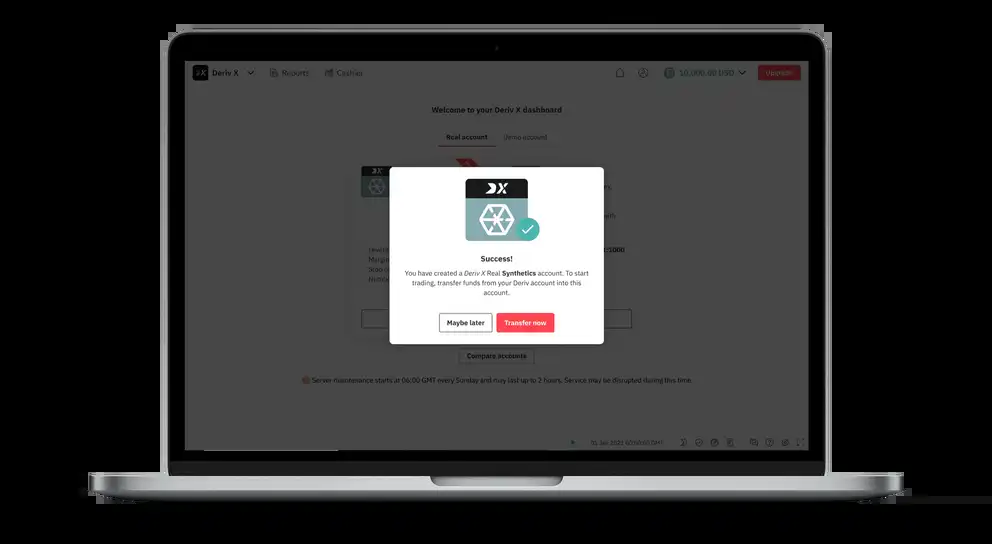 Deriv X
Reports
Cashier
10,000.00 USD
Upgrade
Welcome to your Deriv X dashboard
Real account
Demo account
DX
Success!
You have created a Deriv X Real Synthetics account. To start
trading, transfer funds from your Deriv account into this
account.
Maybe later
Transfer now
Compare accounts
Server maintenance starts at 06:00 GMT every Sunday and may last up to 2 hours. Service may be disrupted during this time.